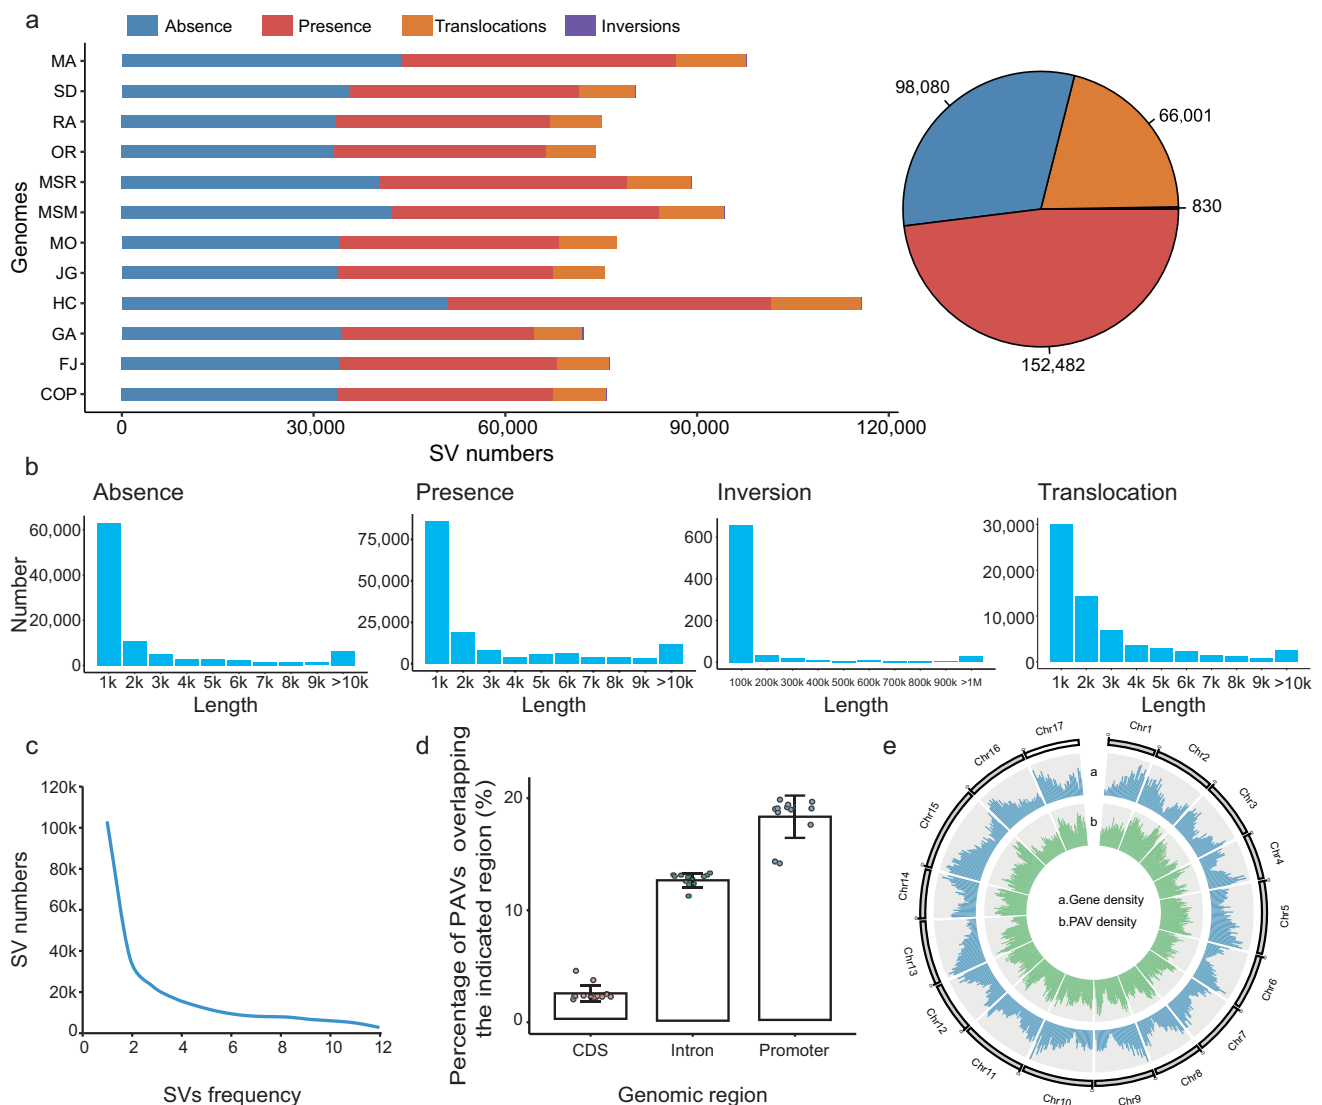 a
Absence
Presence
Translocations
Inversions
Genomes
MA
SD
RA
OR
MSR
MSM
MO
JG
HC
GA
FJ
COP
0
30,000
60,000
90,000
120,000
SV numbers
98,080
66,001
830
152,482
b
Absence
Number
60,000
40,000
20,000
0
1k 2k 3k 4k 5k 6k 7k 8k 9k >10k
Length
Presence
75,000
50,000
25,000
0
1k 2k 3k 4k 5k 6k 7k 8k 9k >10k
Length
Inversion
600
400
200
0
100k 200k 300k 400k 500k 600k 700k 800k 900k >1M
Length
Translocation
30,000
20,000
10,000
0
1k 2k 3k 4k 5k 6k 7k 8k 9k >10k
Length
c
SV numbers
120k
100k
80k
60k
40k
20k
0
0 2 4 6 8 10 12
SVs frequency
d
Percentage of PAVs overlapping
the indicated region (%)
20
10
0
CDS
Intron
Promoter
Genomic region
e
Chr1
Chr2
Chr3
Chr4
Chr5
Chr6
Chr7
Chr8
Chr9
Chr10
Chr11
Chr12
Chr13
Chr14
Chr15
Chr16
Chr17
a
b
a.Gene density
b.PAV density